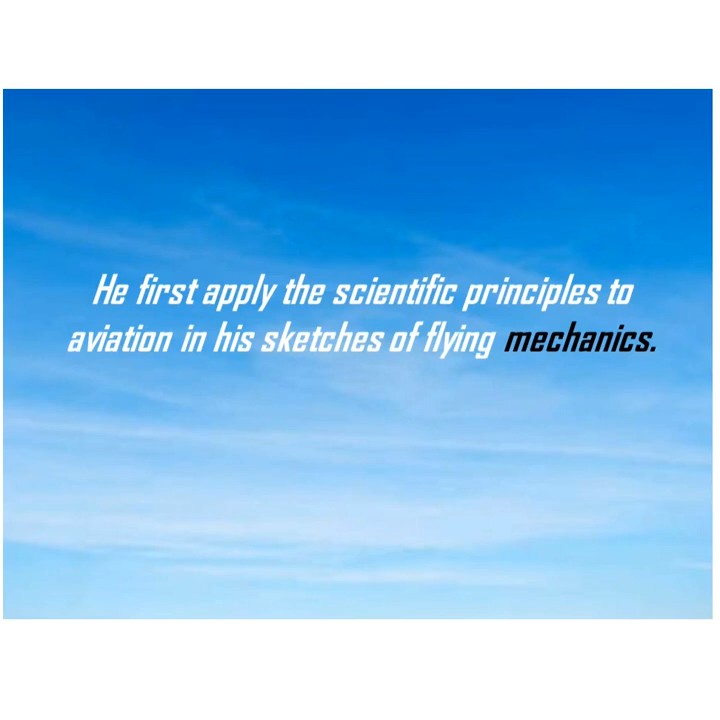 He first apply the scientific principles to
aviation in his sketches of flying mechanics.